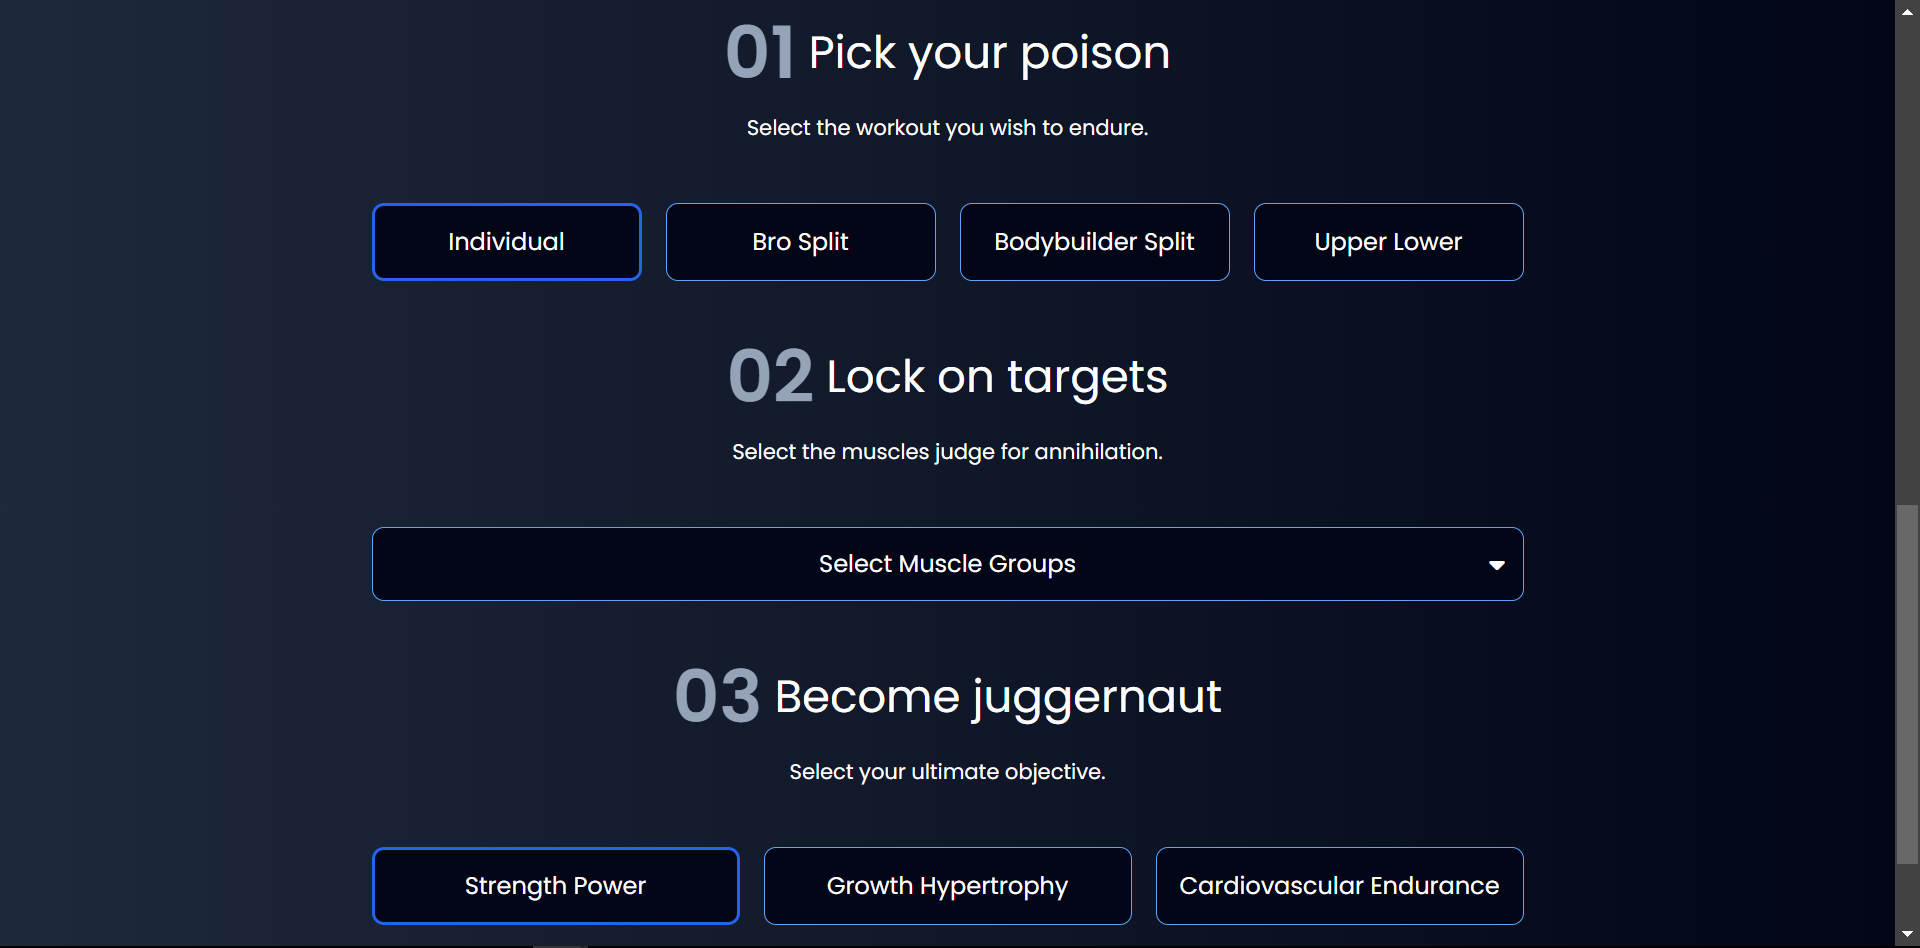 01 Pick your poison
Select the workout you wish to endure.
Individual
Bro Split
Bodybuilder Split
Upper Lower
02 Lock on targets
Select the muscles judge for annihilation.
Select Muscle Groups
03 Become juggernaut
Select your ultimate objective.
Strength Power
Growth Hypertrophy
Cardiovascular Endurance